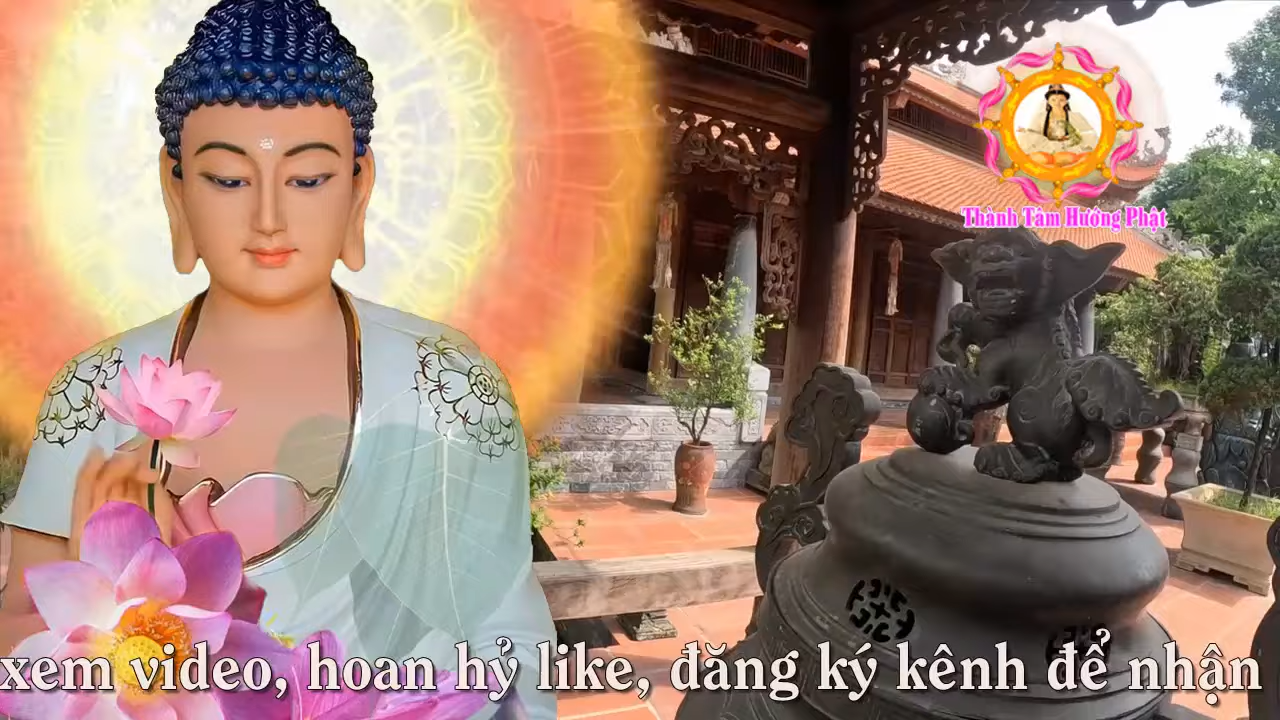 Thành Tâm Hướng Phật
xem video, hoan hỷ like, đăng ký kênh để nhận